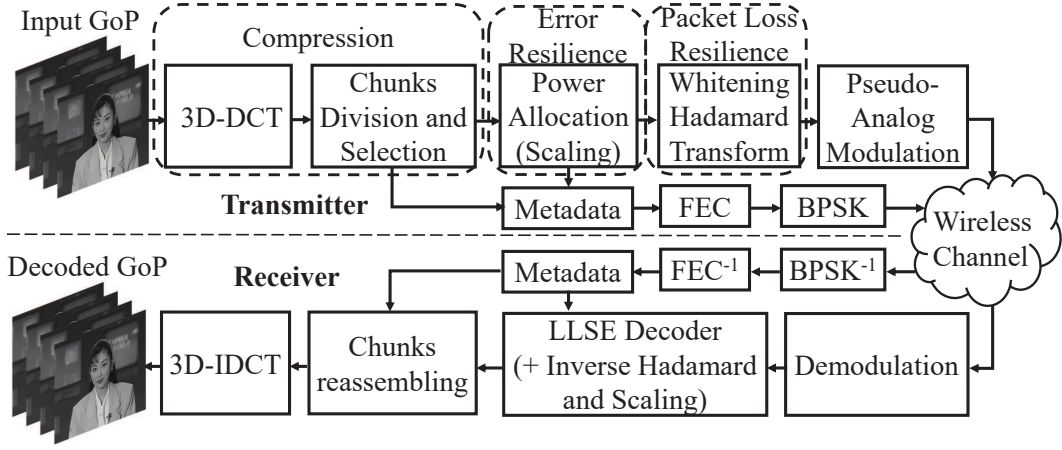 Input GoP
Compression
Error
Resilience
Packet Loss
Resilience
3D-DCT
Chunks
Division and
Selection
Power
Allocation
(Scaling)
Whitening
Hadamard
Transform
Pseudo-
Analog
Modulation
Transmitter
Metadata
FEC
BPSK
Wireless
Channel
Decoded GoP
Receiver
Metadata
FEC⁻¹
BPSK⁻¹
3D-IDCT
Chunks
reassembling
LLSE Decoder
(+ Inverse Hadamard
and Scaling)
Demodulation